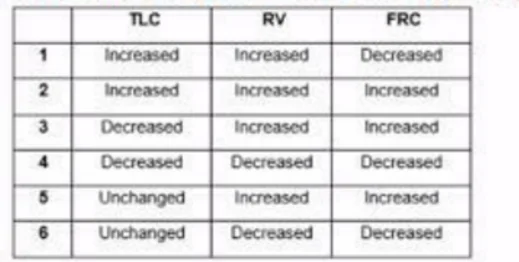 TLC RV FRC
1 Increased Increased Decreased
2 Increased Increased Increased
3 Decreased Increased Increased
4 Decreased Decreased Decreased
5 Unchanged Increased Increased
6 Unchanged Decreased Decreased